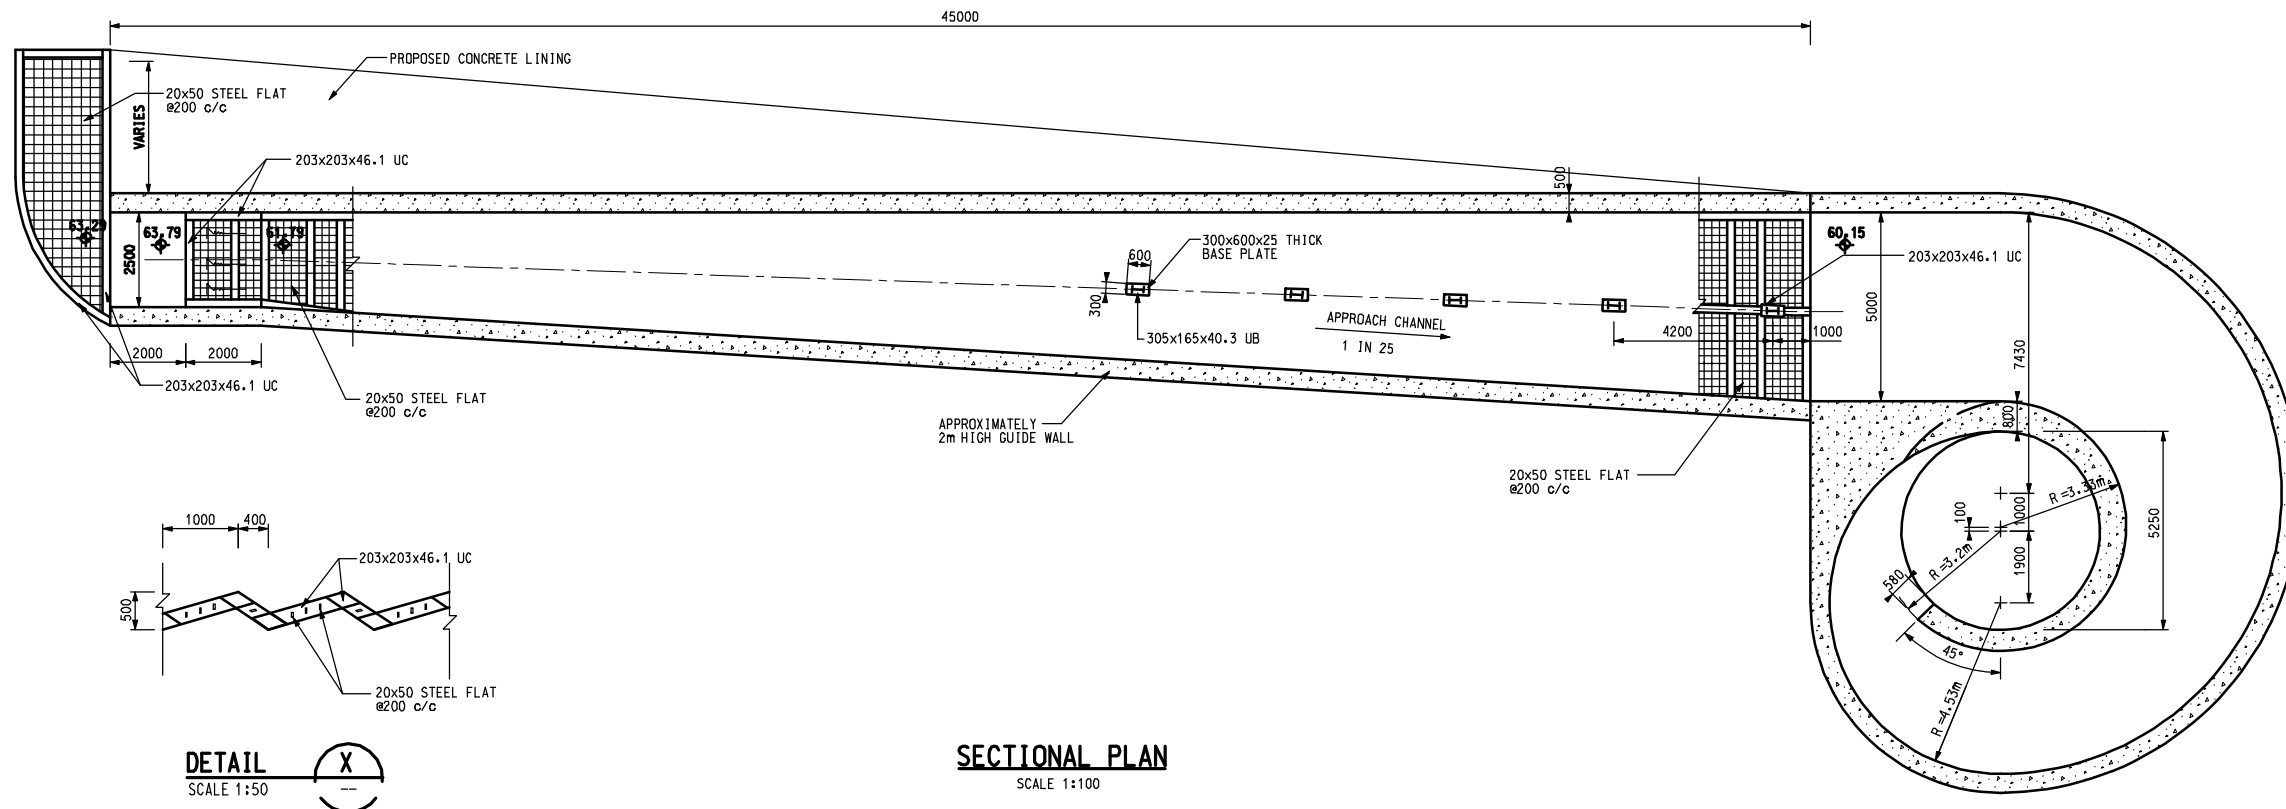 45000
PROPOSED CONCRETE LINING
20x50 STEEL FLAT
@200 c/c
VARIES
203x203x46.1 UC
500
63.29
63.79
61.79
60.15
2500
300x600x25 THICK
BASE PLATE
600
300
203x203x46.1 UC
5000
APPROACH CHANNEL
1 IN 25
305x165x40.3 UB
4200
1000
7430
2000
2000
203x203x46.1 UC
20x50 STEEL FLAT
@200 c/c
APPROXIMATELY
2m HIGH GUIDE WALL
800
20x50 STEEL FLAT
@200 c/c
R =3.33m
100
1000
5250
R =3.2m
1900
580
45°
R =4.53m
1000
400
203x203x46.1 UC
500
20x50 STEEL FLAT
@200 c/c
DETAIL X
SCALE 1:50 --
SECTIONAL PLAN
SCALE 1:100